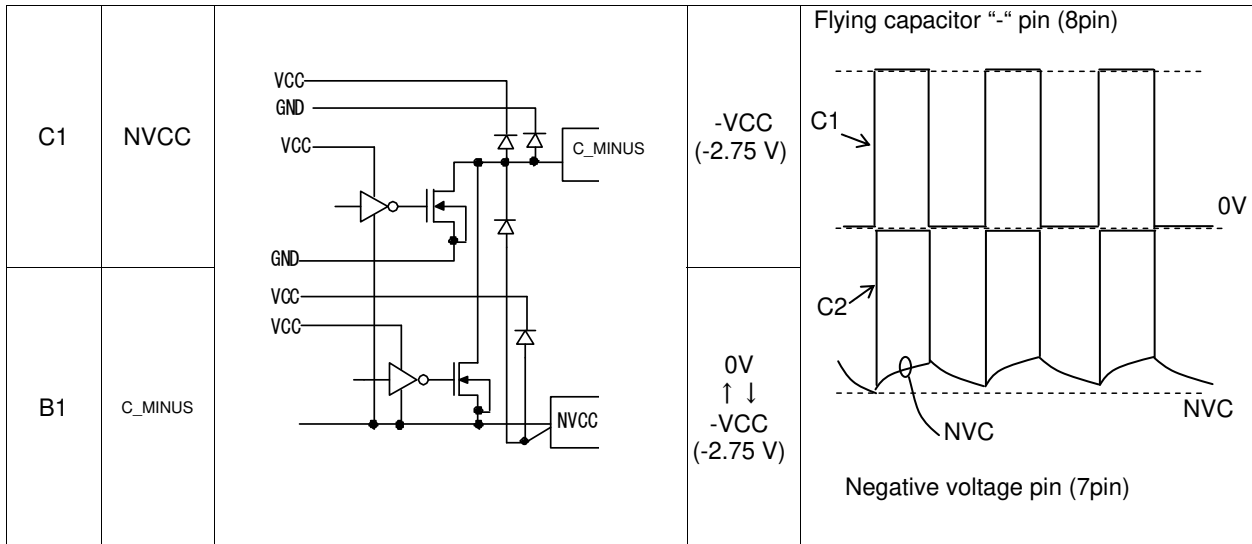 Flying capacitor “-“ pin (8pin)
C1
NVCC
VCC
GND
VCC
C_MINUS
GND
-VCC
(-2.75 V)
C1
0V
B1
C_MINUS
VCC
VCC
NVCC
0V
↑ ↓
-VCC
(-2.75 V)
C2
NVC
NVC
Negative voltage pin (7pin)